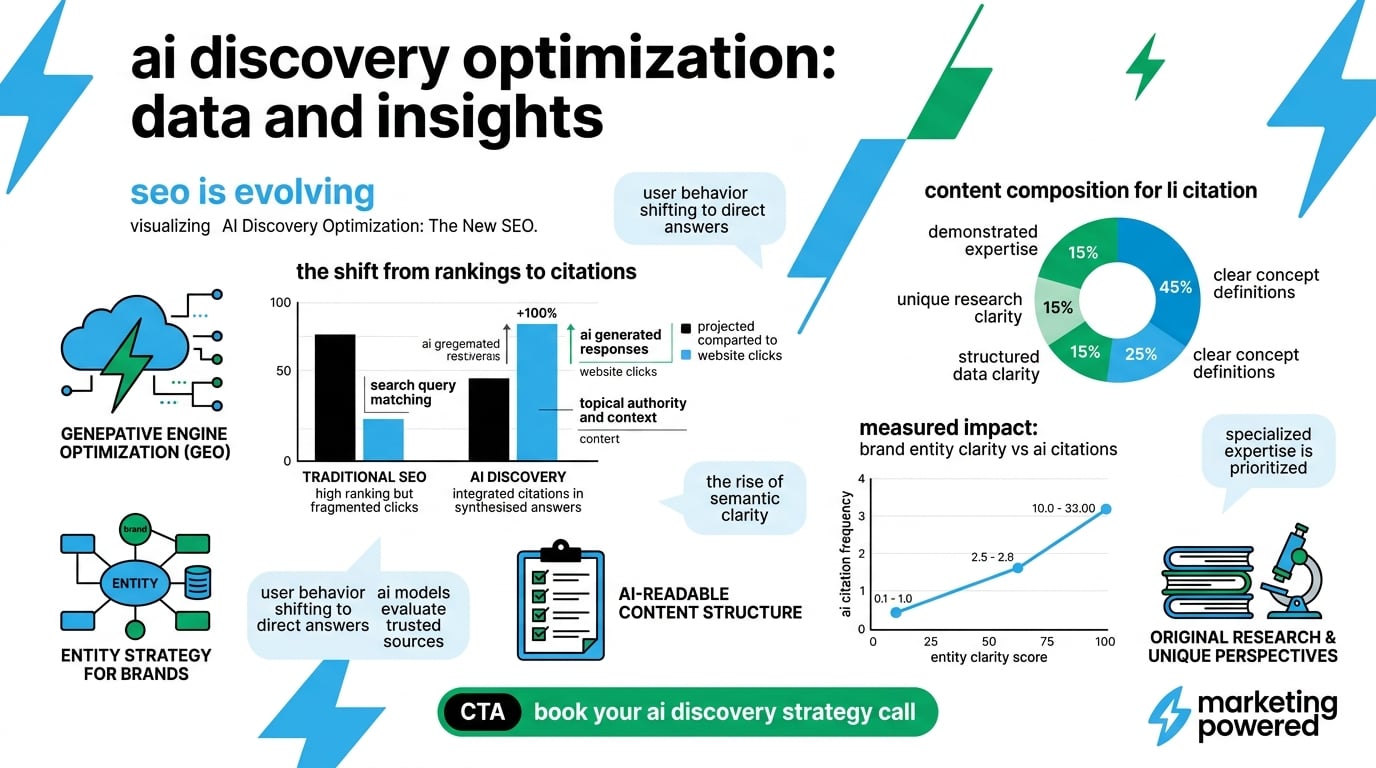 ai discovery optimization:
data and insights
seo is evolving
visualizing AI Discovery Optimization: The New SEO.
user behavior
shifting to direct
answers
the shift from rankings to citations
100
50
0
+100%
ai gregemated
search query
matching
ai generated
responses
website clicks
topical authority
and context
contert
projected
comparted to
website clicks
TRADITIONAL SEO
high ranking but
fragmented clicks
AI DISCOVERY
integrated citations in
synthesised answers
GENEPATIVE ENGINE
OPTIMIZATION (GEO)
brand
ENTITY
ENTITY STRATEGY
FOR BRANDS
user behavior
shifting to
direct answers
ai models
evaluate
trusted
sources
the rise of
semantic
clarity
AI-READABLE
CONTENT STRUCTURE
content composition for li citation
demonstrated
expertise
unique research
clarity
structured
data clarity
15%
15%
15%
25%
45%
clear concept
definitions
clear concept
definitions
measured impact:
brand entity clarity vs ai citations
ai citation frequency
4
3
2
1
0
0.1 - 1.0
2.5 - 2.8
10.0 - 33.00
0
25
50
75
100
entity clarity score
specialized
expertise is
prioritized
ORIGINAL RESEARCH &
UNIQUE PERSPECTIVES
CTA book your ai discovery strategy call
marketing
powered